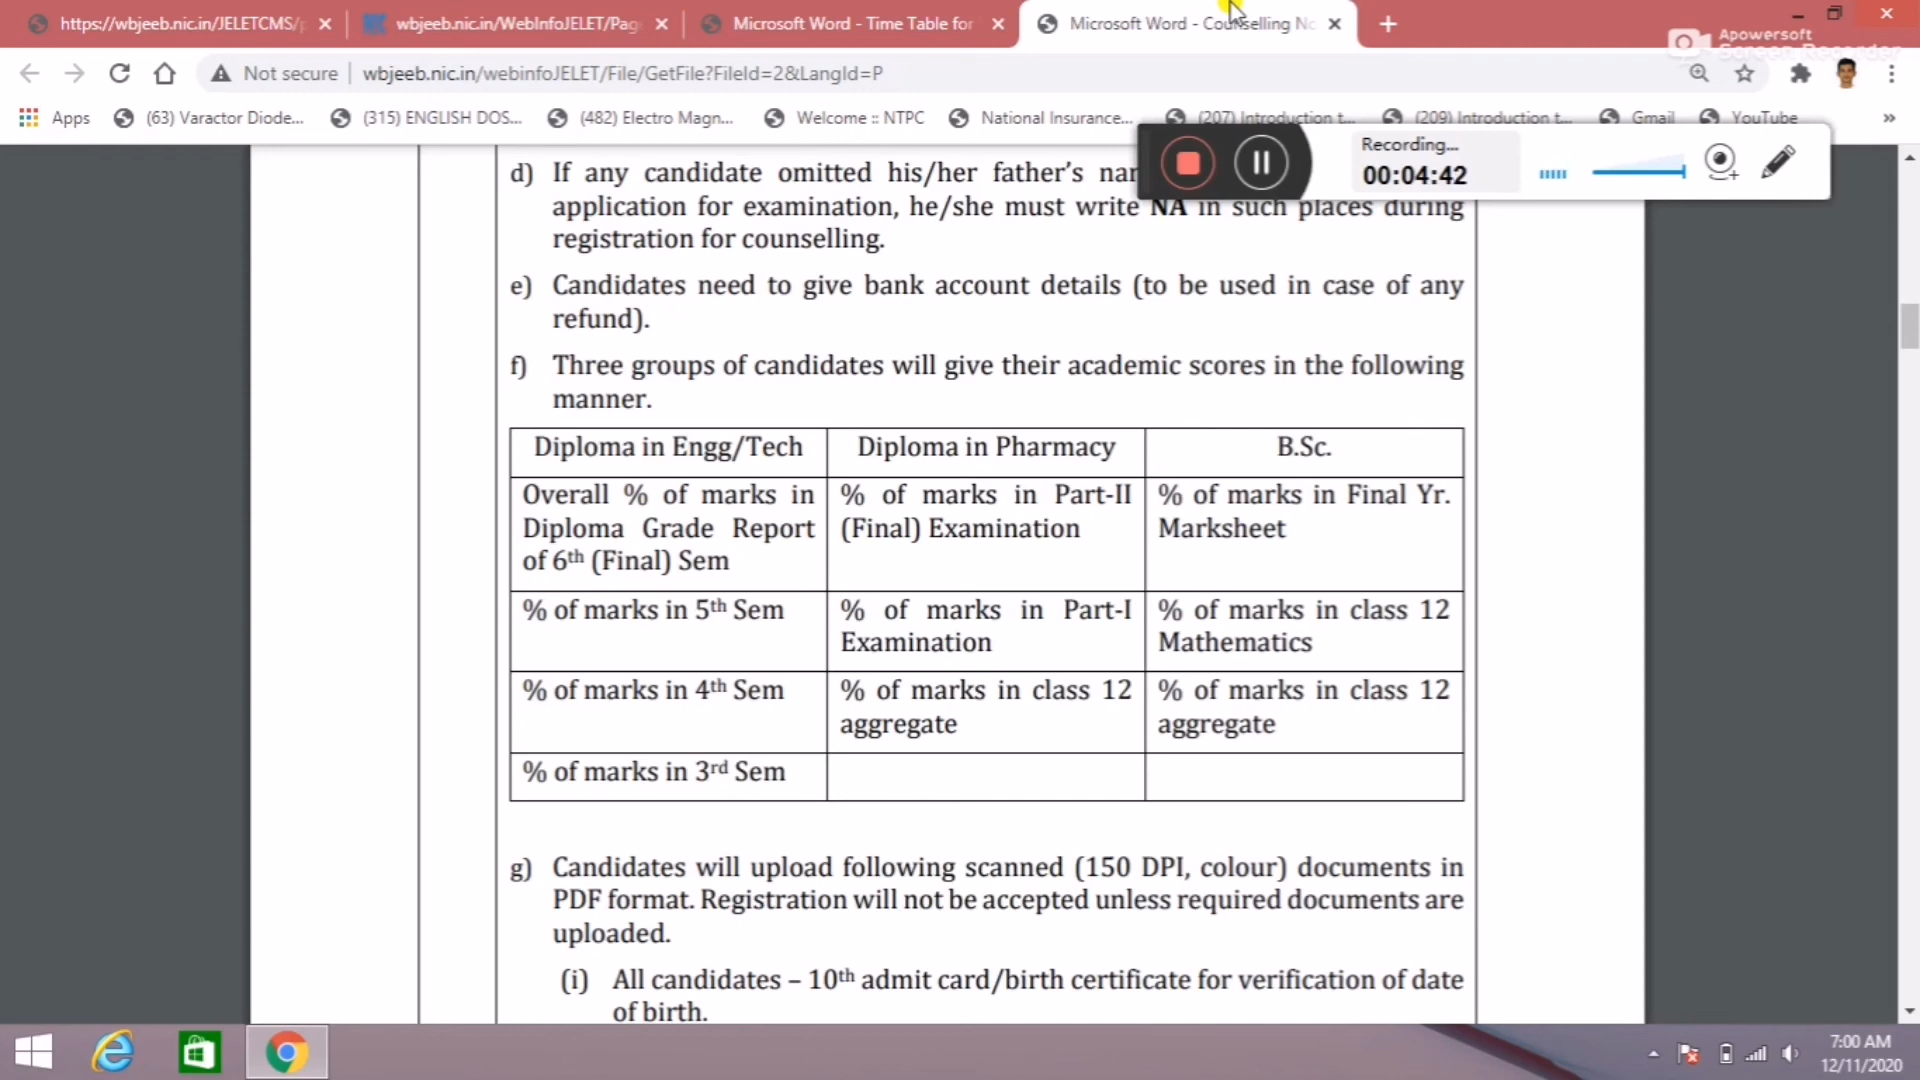 https://wbjeeb.nic.in/JELETCMS/p
wbjeeb.nic.in/WebInfoJELET/Page
Microsoft Word - Time Table for
Microsoft Word - Counselling No
Apowersoft
Screen Recorder
Not secure
wbjeeb.nic.in/webinfoJELET/File/GetFile?FileId=2&LangId=P
Apps
(63) Varactor Diode...
(315) ENGLISH DOS...
(482) Electro Magn...
Welcome :: NTPC
National Insurance...
(207) Introduction t...
(209) Introduction t...
Gmail
YouTube
»
Recording...
00:04:42
d) If any candidate omitted his/her father's
application for examination, he/she must write NA in such places during
registration for counselling.
e) Candidates need to give bank account details (to be used in case of any
refund).
f) Three groups of candidates will give their academic scores in the following
manner.
Diploma in Engg/Tech
Diploma in Pharmacy
B.Sc.
Overall % of marks in
Diploma Grade Report
of 6th (Final) Sem
% of marks in Part-II
(Final) Examination
% of marks in Final Yr.
Marksheet
% of marks in 5th Sem
% of marks in Part-I
Examination
% of marks in class 12
Mathematics
% of marks in 4th Sem
% of marks in class 12
aggregate
% of marks in class 12
aggregate
% of marks in 3rd Sem
g) Candidates will upload following scanned (150 DPI, colour) documents in
PDF format. Registration will not be accepted unless required documents are
uploaded.
(i) All candidates – 10th admit card/birth certificate for verification of date
of birth.
7:00 AM
12/11/2020